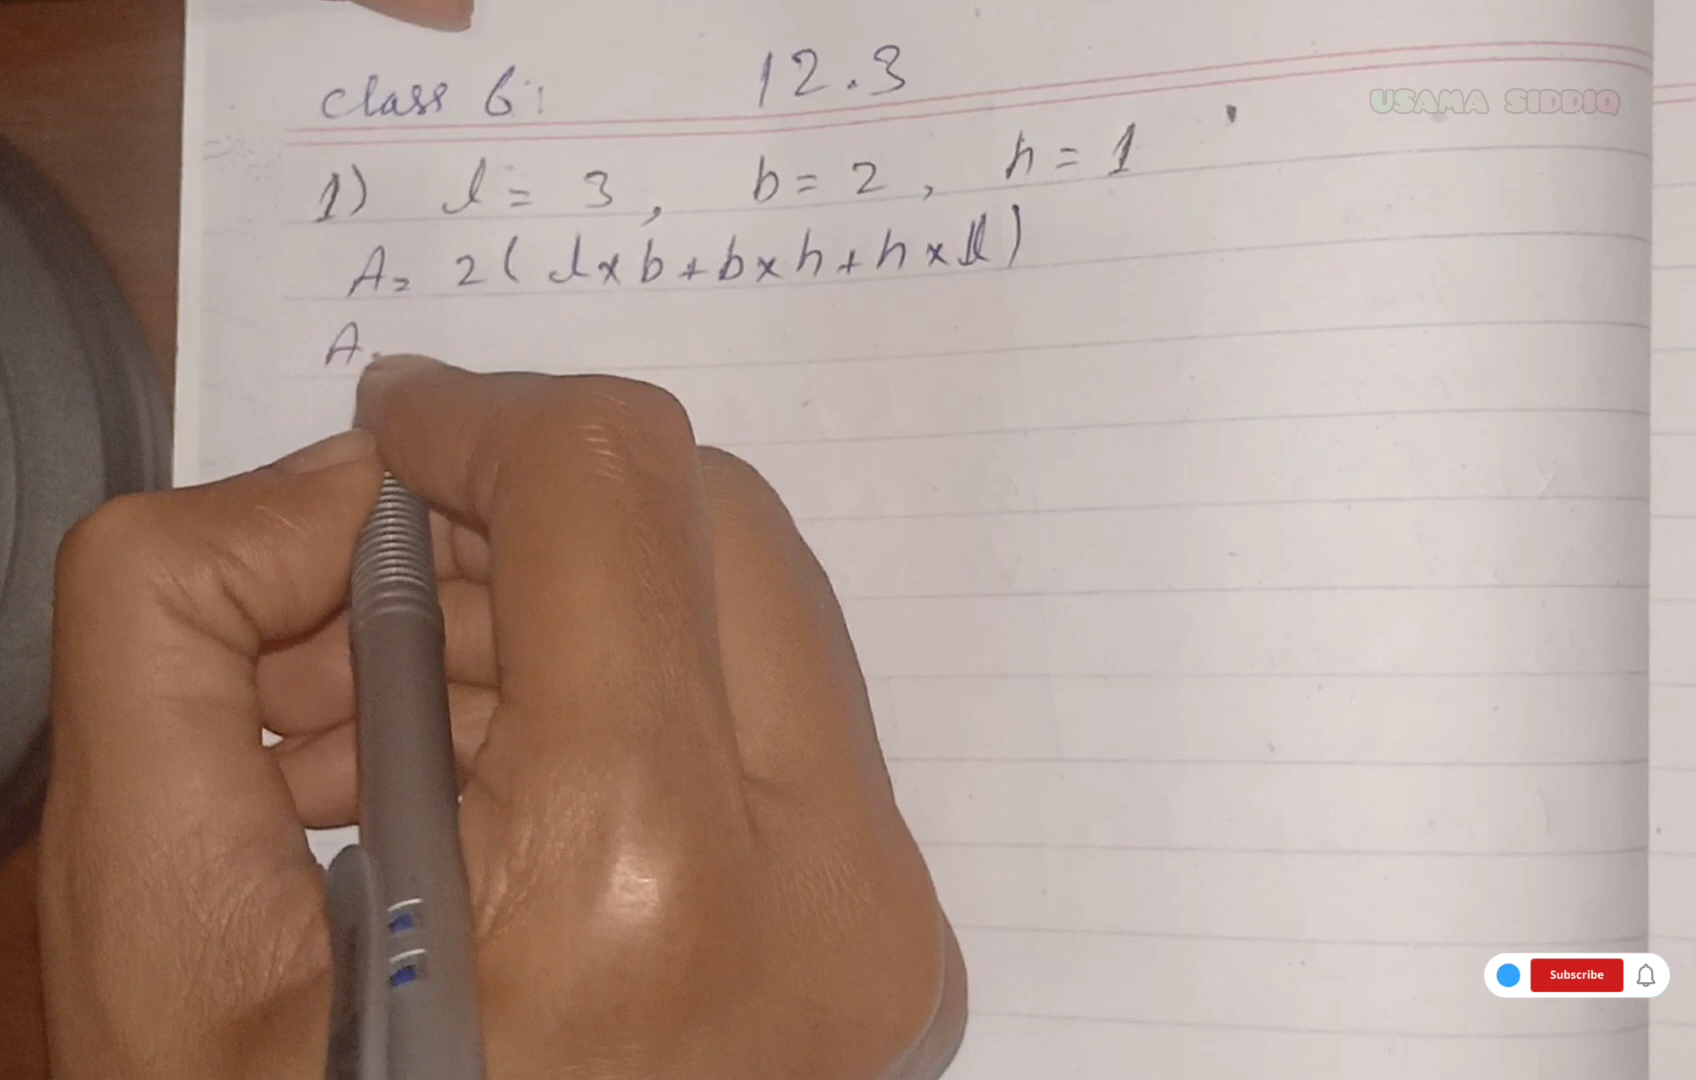 class 6: 12.3
USAMA SIDDIQ
1) l = 3, b = 2, h = 1
A = 2( l x b + b x h + h x l )
A =
Subscribe